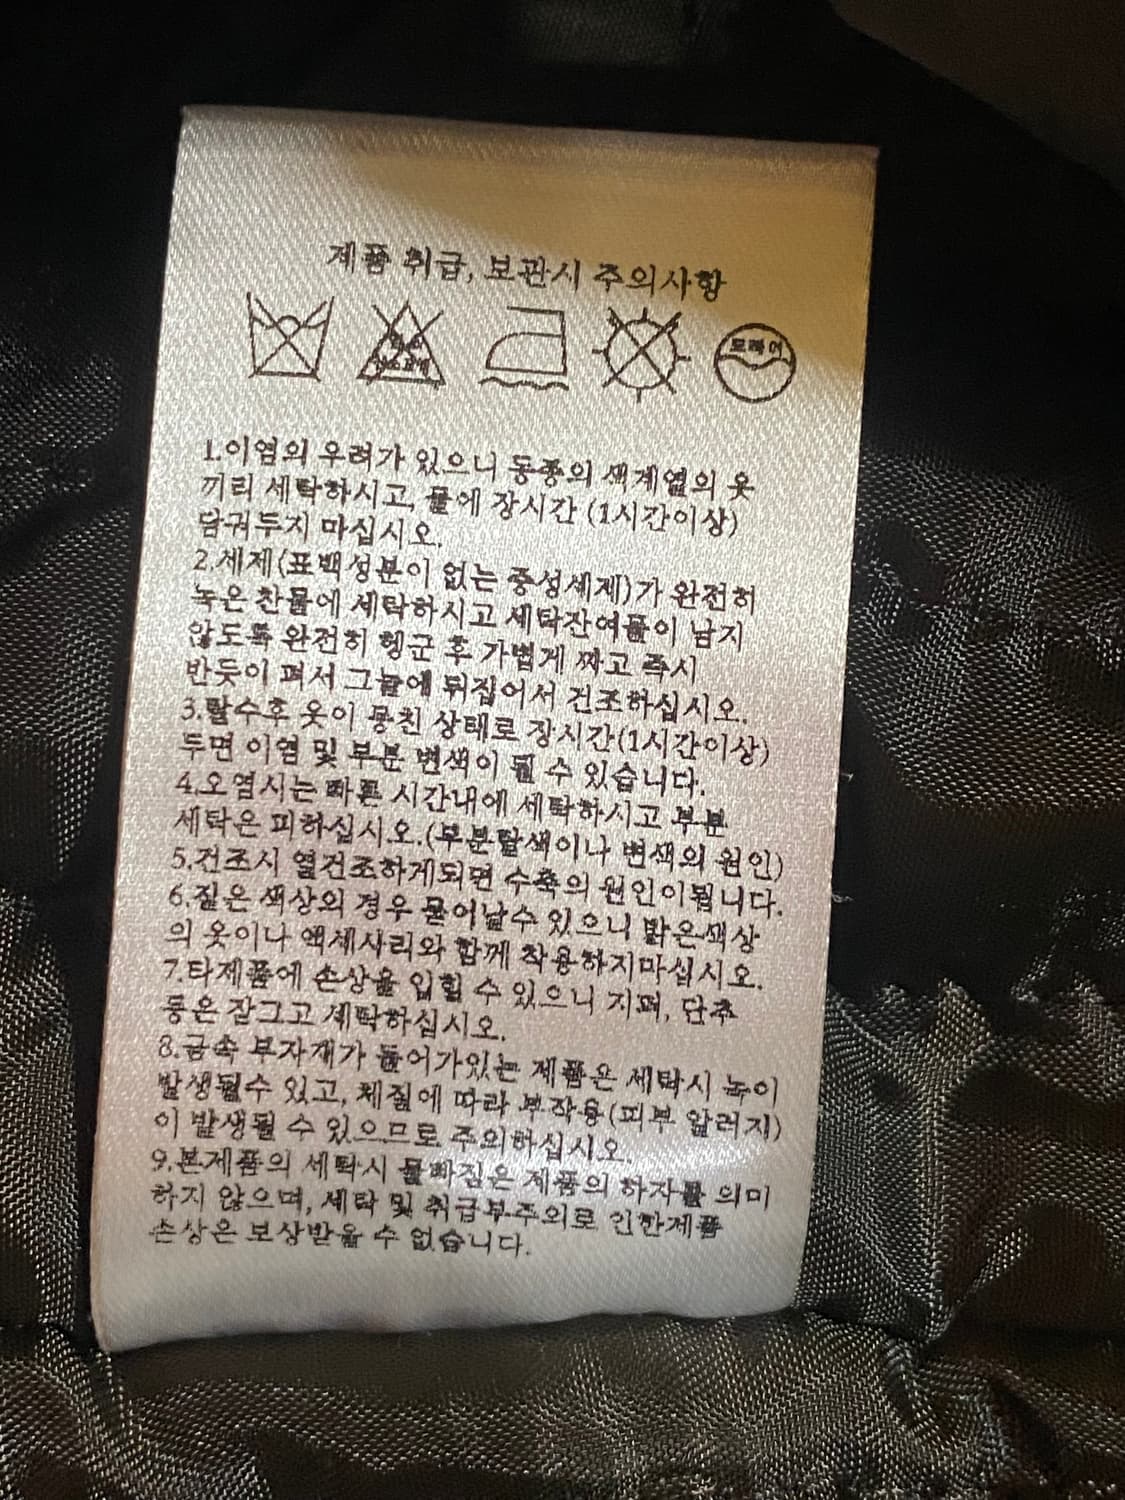 제품 취급, 보관시 주의사항
드라이
1.이염의 우려가 있으니 동종의 색계열의 옷
끼리 세탁하시고, 물에 장시간 (1시간이상)
담궈두지 마십시오.
2.세제(표백성분이 없는 중성세제)가 완전히
녹은 찬물에 세탁하시고 세탁잔여물이 남지
않도록 완전히 헹군 후 가볍게 짜고 즉시
반듯이 펴서 그늘에 뒤집어서 건조하십시오.
3.탈수후 옷이 뭉친 상태로 장시간(1시간이상)
두면 이염 및 부분 변색이 될 수 있습니다.
4.오염시는 빠른 시간내에 세탁하시고 부분
세탁은 피하십시오.(부분탈색이나 변색의 원인)
5.건조시 열건조하게되면 수축의 원인이됩니다.
6.짙은 색상의 경우 묻어날수 있으니 밝은색상
의 옷이나 액세사리와 함께 착용하지마십시오.
7.타제품에 손상을 입힐 수 있으니 지퍼, 단추
등은 잠그고 세탁하십시오.
8.금속 부자재가 들어가있는 제품은 세탁시 녹이
발생될수 있고, 체질에 따라 부작용(피부 알러지)
이 발생될 수 있으므로 주의하십시오.
9.본제품의 세탁시 물빠짐은 제품의 하자를 의미
하지 않으며, 세탁 및 취급부주의로 인한제품
손상은 보상받을 수 없습니다.